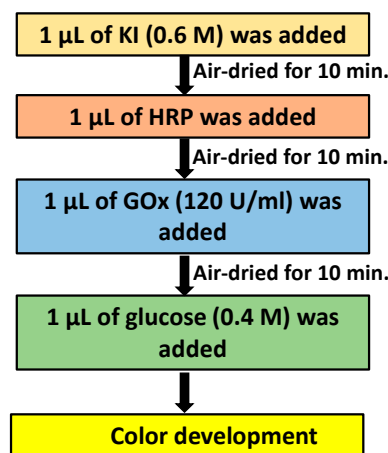 1 µL of KI (0.6 M) was added
Air-dried for 10 min.
1 µL of HRP was added
Air-dried for 10 min.
1 µL of GOx (120 U/ml) was
added
Air-dried for 10 min.
1 µL of glucose (0.4 M) was
added
Color development